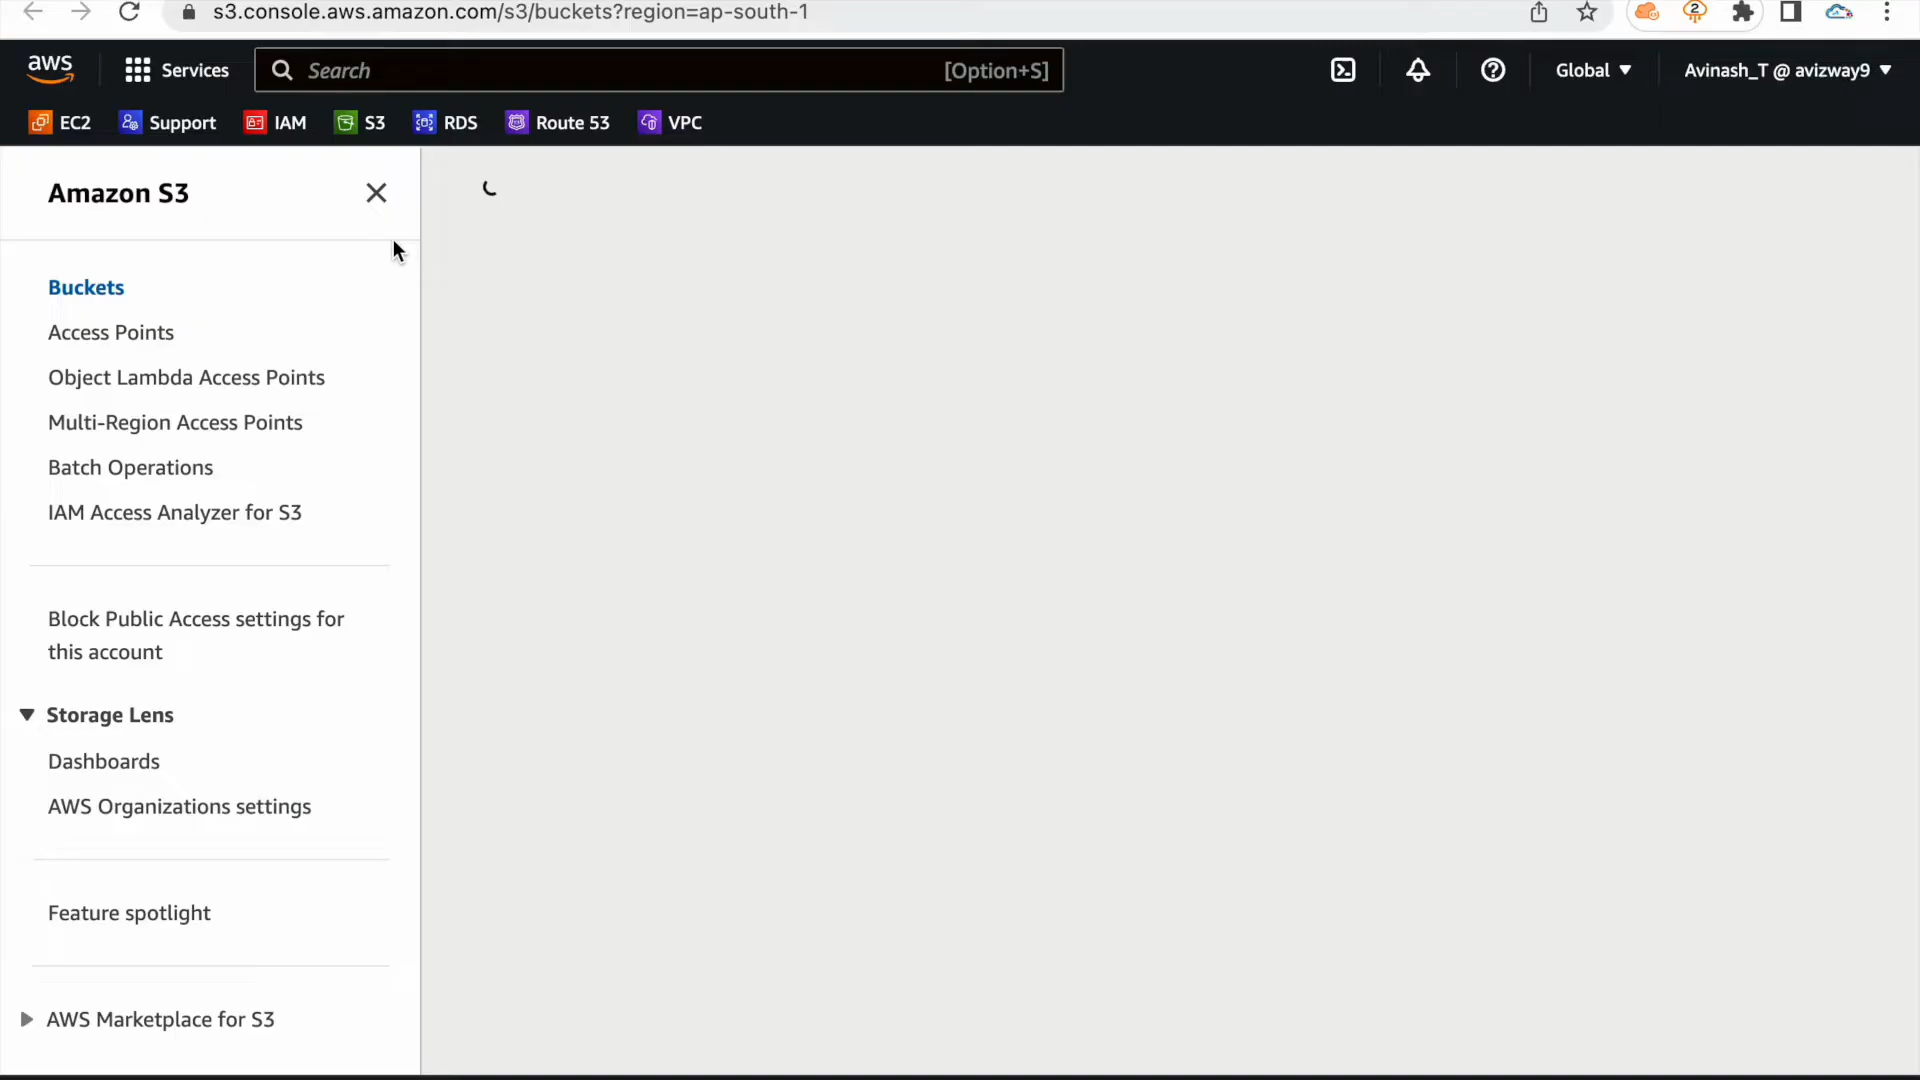 s3.console.aws.amazon.com/s3/buckets?region=ap-south-1
2
aws
Services
Search
[Option+S]
Global
Avinash_T @ avizway9
EC2
Support
IAM
S3
RDS
Route 53
VPC
Amazon S3
Buckets
Access Points
Object Lambda Access Points
Multi-Region Access Points
Batch Operations
IAM Access Analyzer for S3
Block Public Access settings for
this account
Storage Lens
Dashboards
AWS Organizations settings
Feature spotlight
AWS Marketplace for S3